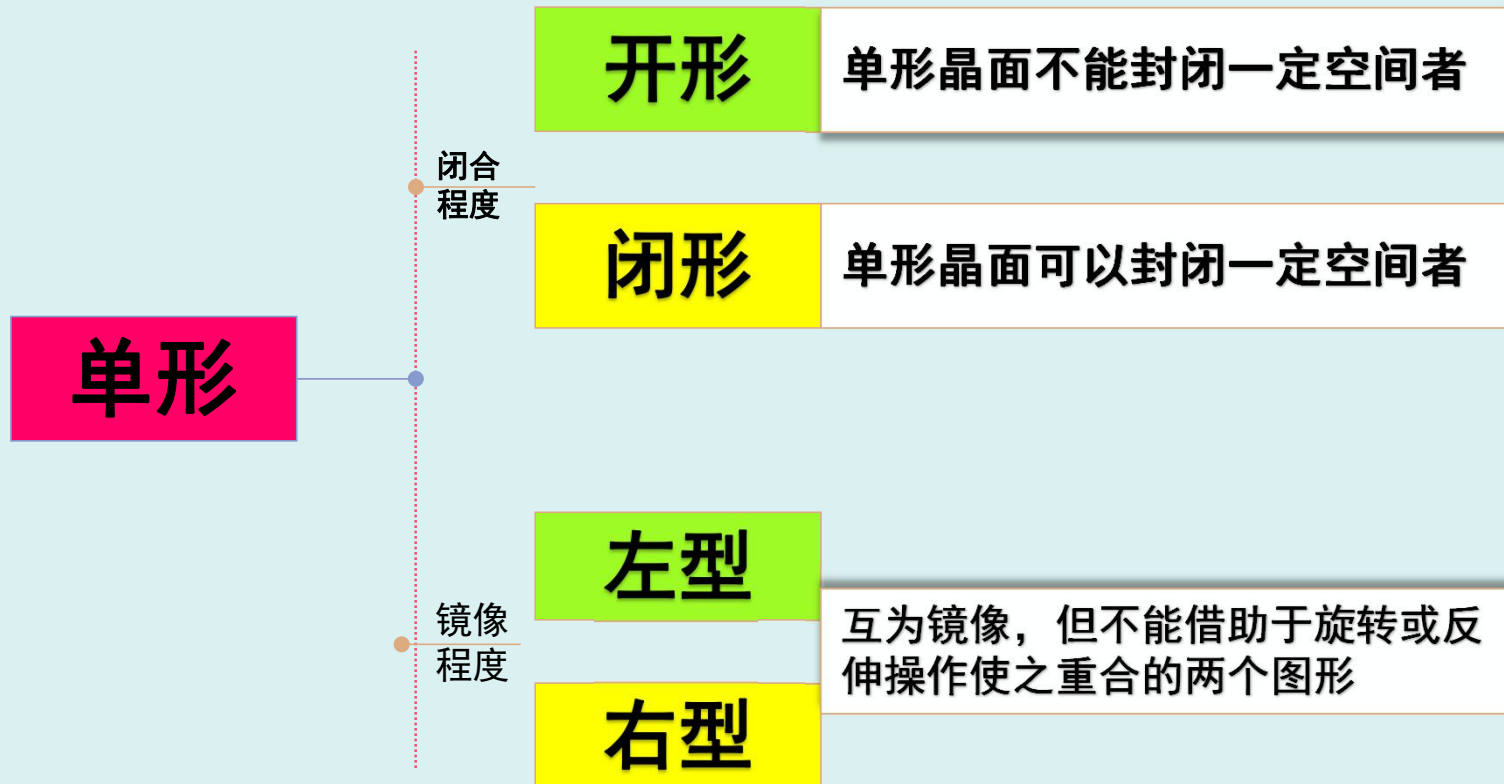 开形
单形晶面不能封闭一定空间者
闭合
程度
闭形
单形晶面可以封闭一定空间者
单形
左型
镜像
程度
互为镜像，但不能借助于旋转或反
伸操作使之重合的两个图形
右型